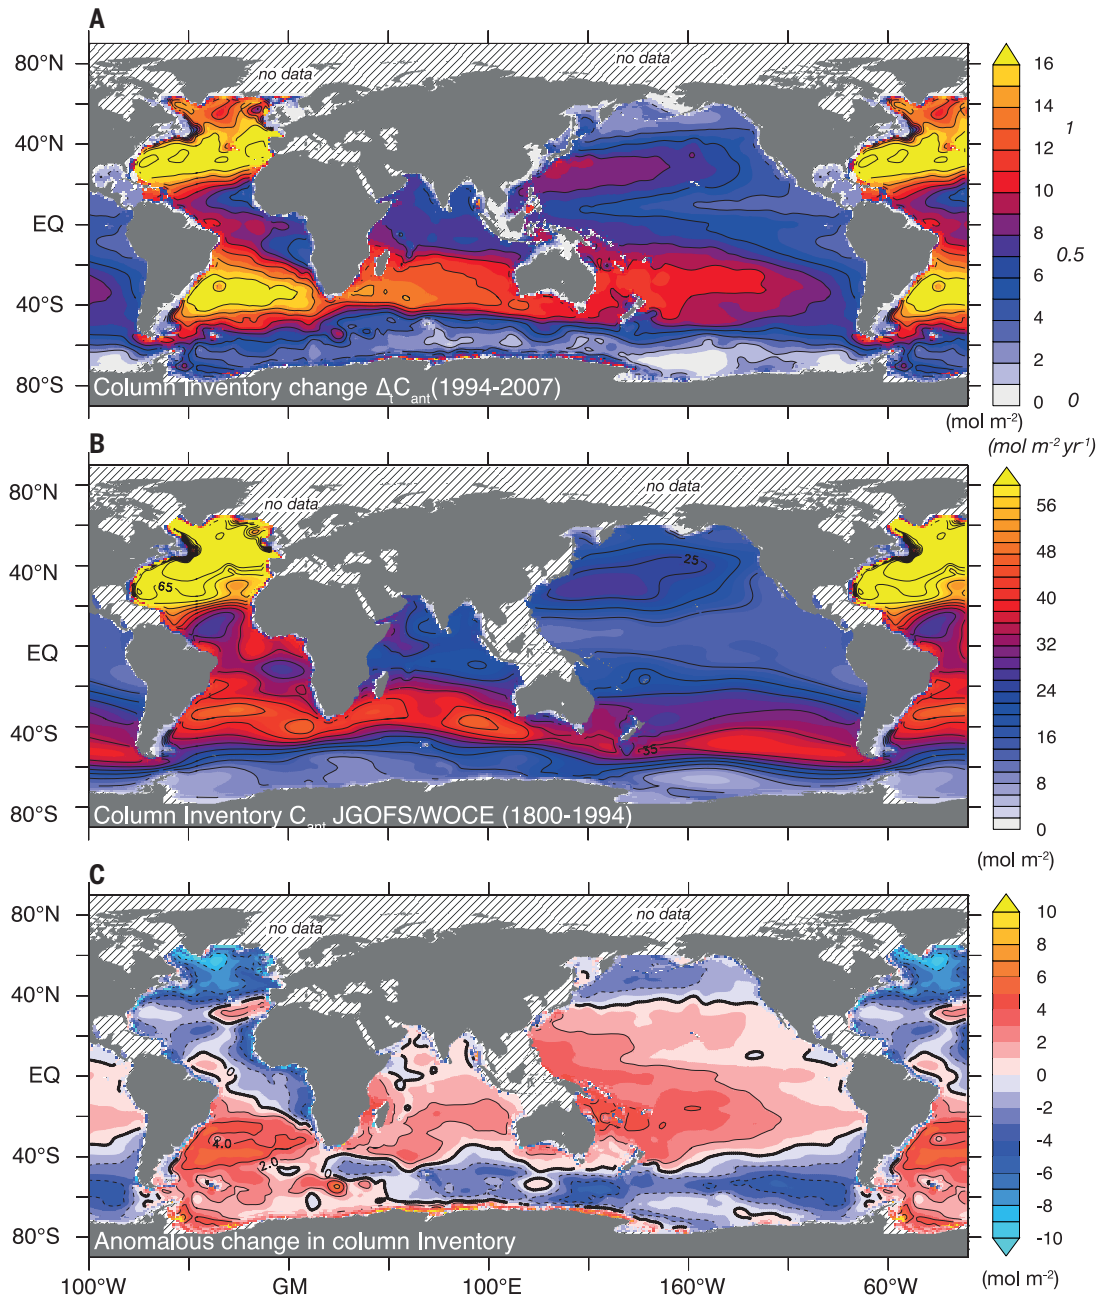 A
80°N
40°N
EQ
40°S
80°S
no data
no data
Column Inventory change ΔC_ant (1994-2007)
16
14
12
10
8
6
4
2
0
1
0.5
0
(mol m⁻²)
(mol m⁻² yr⁻¹)
B
80°N
40°N
EQ
40°S
80°S
no data
no data
65
25
35
Column Inventory C_ant JGOFS/WOCE (1800-1994)
56
48
40
32
24
16
8
0
(mol m⁻²)
C
80°N
40°N
EQ
40°S
80°S
no data
no data
0
4.0
2.0
0
Anomalous change in column Inventory
10
8
6
4
2
0
-2
-4
-6
-8
-10
(mol m⁻²)
100°W
GM
100°E
160°W
60°W